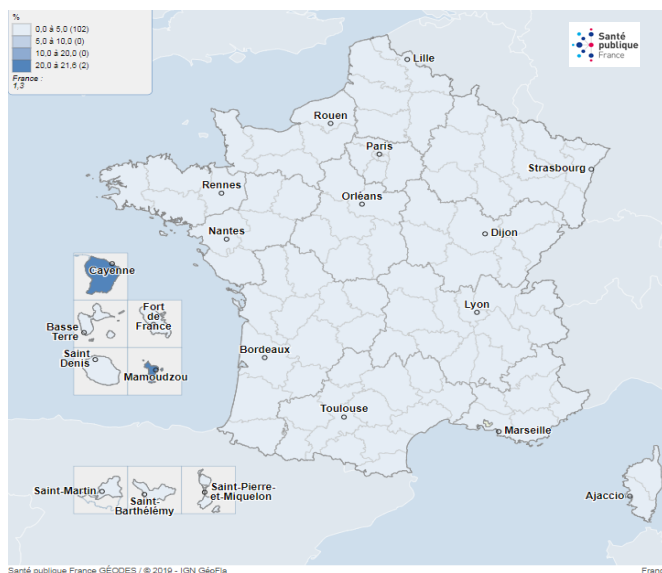 %
0,0 à 5,0 (102)
5,0 à 10,0 (0)
10,0 à 20,0 (0)
20,0 à 21,6 (2)
France :
1,3
Santé
publique
France
Lille
Rouen
Paris
Strasbourg
Rennes
Orléans
Nantes
Dijon
Cayenne
Fort
de
France
Basse
Terre
Lyon
Saint
Denis
Bordeaux
Mamoudzou
Toulouse
Marseille
Saint-Martin
Saint-
Barthélémy
Saint-Pierre-
et-Miquelon
Ajaccio
Santé publique France GÉODES / © 2019 - IGN GéoFla
Franc